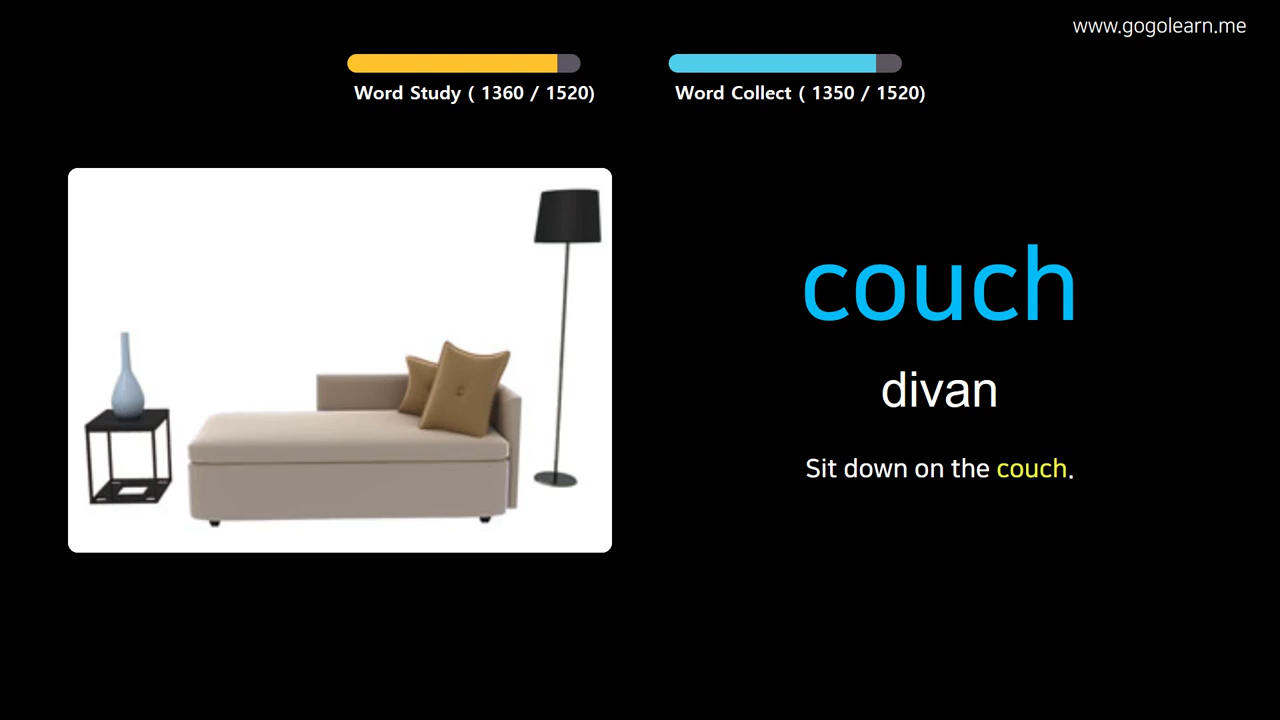 www.gogolearn.me
Word Study ( 1360 / 1520)
Word Collect ( 1350 / 1520)
couch
divan
Sit down on the couch.